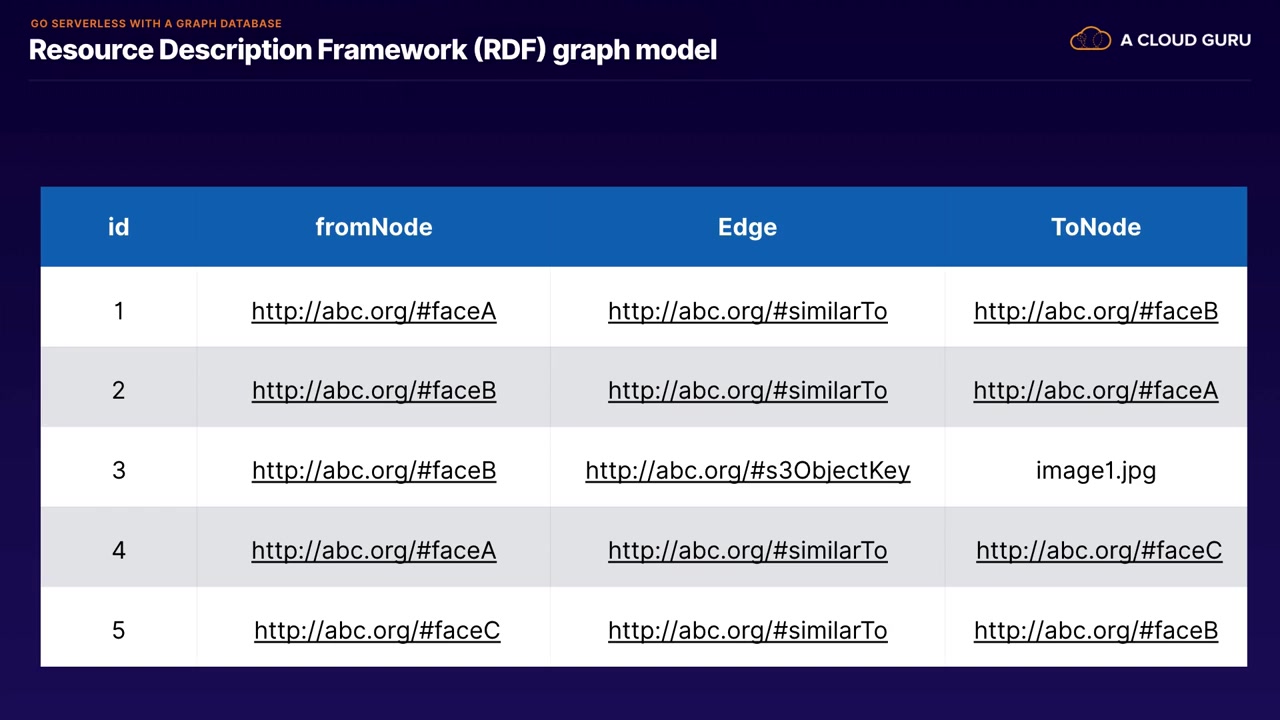 GO SERVERLESS WITH A GRAPH DATABASE
Resource Description Framework (RDF) graph model
A CLOUD GURU
id fromNode Edge ToNode
1 http://abc.org/#faceA http://abc.org/#similarTo http://abc.org/#faceB
2 http://abc.org/#faceB http://abc.org/#similarTo http://abc.org/#faceA
3 http://abc.org/#faceB http://abc.org/#s3ObjectKey image1.jpg
4 http://abc.org/#faceA http://abc.org/#similarTo http://abc.org/#faceC
5 http://abc.org/#faceC http://abc.org/#similarTo http://abc.org/#faceB